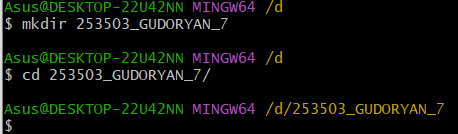 Asus@DESKTOP-22U42NN MINGW64 /d
$ mkdir 253503_GUDORYAN_7
Asus@DESKTOP-22U42NN MINGW64 /d
$ cd 253503_GUDORYAN_7/
Asus@DESKTOP-22U42NN MINGW64 /d/253503_GUDORYAN_7
$